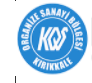 ORGANİZE SANAYİ BÖLGESİ
KOS
KIRIKKALE